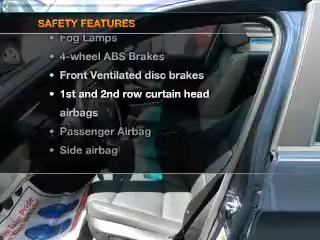 SAFETY FEATURES
• Fog Lamps
• 4-wheel ABS Brakes
• Front Ventilated disc brakes
• 1st and 2nd row curtain head
airbags
• Passenger Airbag
• Side airbag